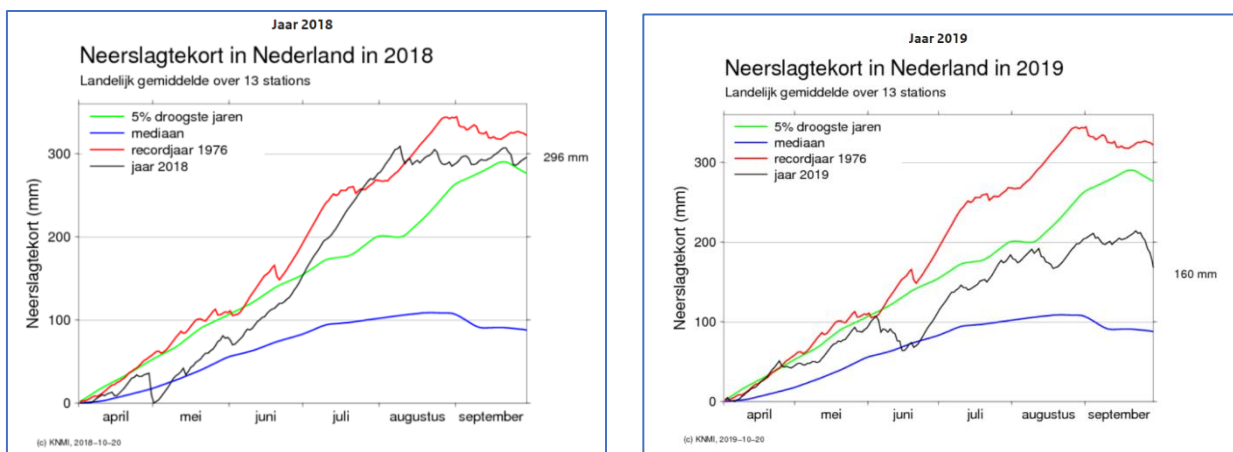 Jaar 2018
Neerslagtekort in Nederland in 2018
Landelijk gemiddelde over 13 stations
5% droogste jaren
mediaan
recordjaar 1976
jaar 2018
Neerslagtekort (mm)
300
200
100
0
296 mm
april mei juni juli augustus september
(c) KNMI, 2018-10-20
Jaar 2019
Neerslagtekort in Nederland in 2019
Landelijk gemiddelde over 13 stations
5% droogste jaren
mediaan
recordjaar 1976
jaar 2019
Neerslagtekort (mm)
300
200
100
0
160 mm
april mei juni juli augustus september
(c) KNMI, 2019-10-20